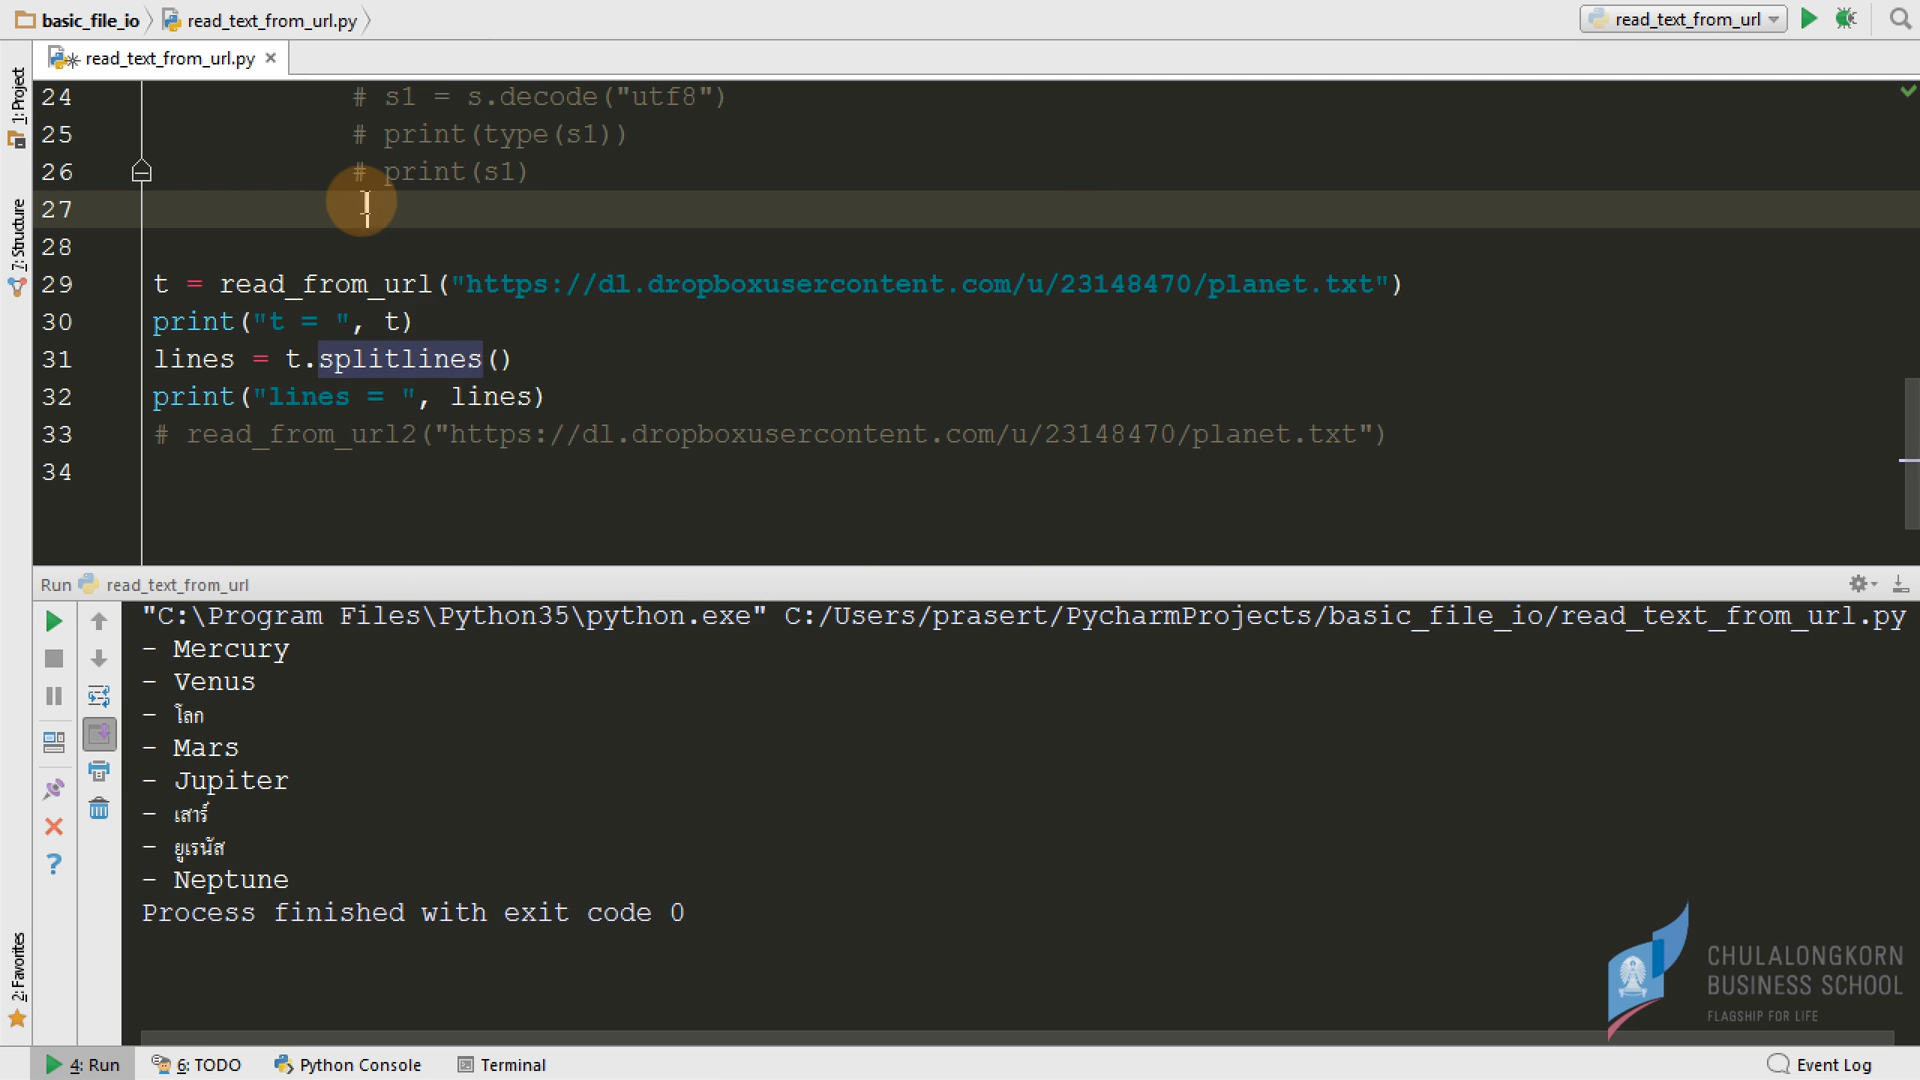 basic_file_io read_text_from_url.py read_text_from_url
read_text_from_url.py
1: Project
7: Structure
2: Favorites
24 # s1 = s.decode("utf8")
25 # print(type(s1))
26 # print(s1)
27
28
29 t = read_from_url("https://dl.dropboxusercontent.com/u/23148470/planet.txt")
30 print("t = ", t)
31 lines = t.splitlines()
32 print("lines = ", lines)
33 # read_from_url2("https://dl.dropboxusercontent.com/u/23148470/planet.txt")
34
Run read_text_from_url
"C:\Program Files\Python35\python.exe" C:/Users/prasert/PycharmProjects/basic_file_io/read_text_from_url.py
- Mercury
- Venus
- โลก
- Mars
- Jupiter
- เสาร์
- ยูเรนัส
- Neptune
Process finished with exit code 0
CHULALONGKORN
BUSINESS SCHOOL
FLAGSHIP FOR LIFE
4: Run 6: TODO Python Console Terminal Event Log